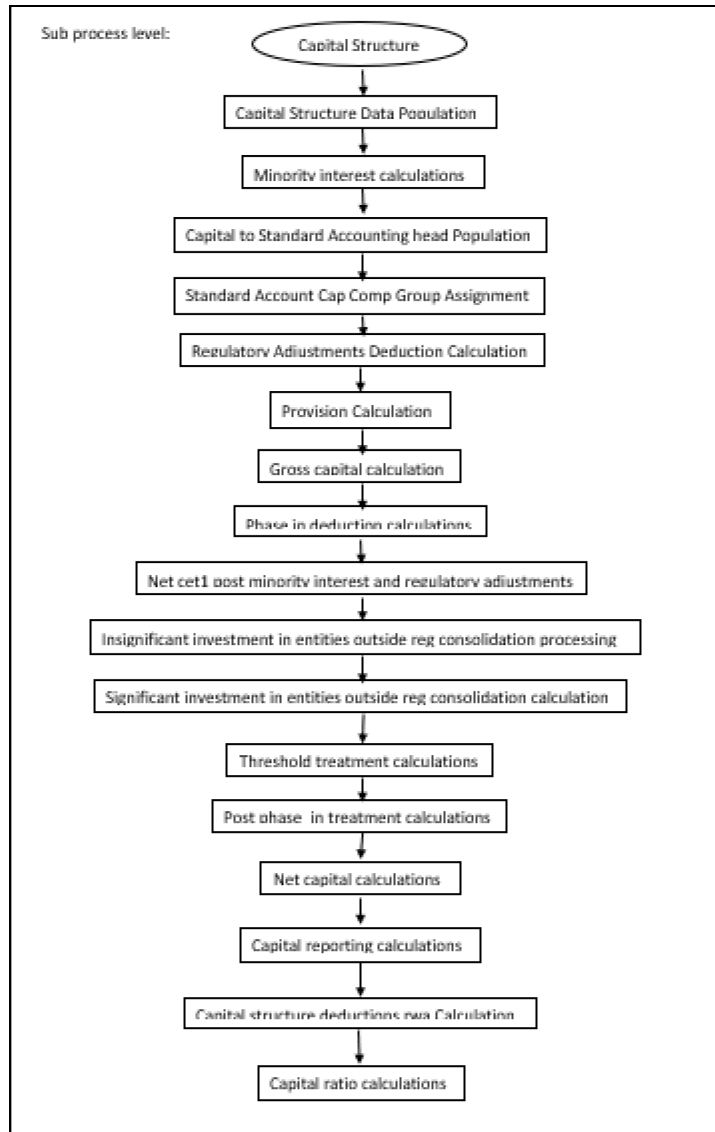 Sub process level:
Capital Structure
Capital Structure Data Population
Minority interest calculations
Capital to Standard Accounting head Population
Standard Account Cap Comp Group Assignment
Regulatory Adjustments Deduction Calculation
Provision Calculation
Gross capital calculation
Phase in deduction calculations
Net cet1 post minority interest and regulatory adjustments
Insignificant investment in entities outside reg consolidation processing
Significant investment in entities outside reg consolidation calculation
Threshold treatment calculations
Post phase in treatment calculations
Net capital calculations
Capital reporting calculations
Capital structure deductions rwa Calculation
Capital ratio calculations